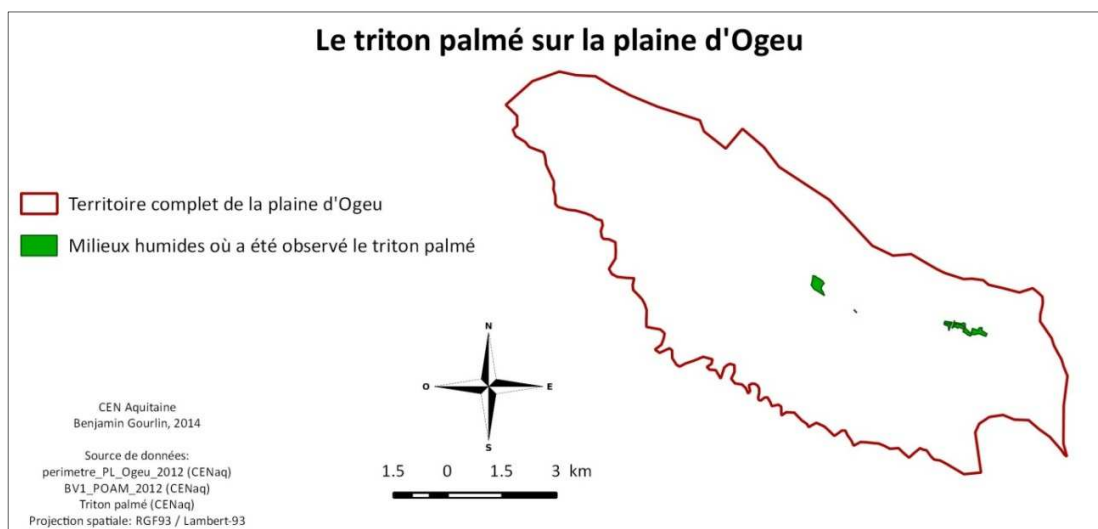 Le triton palmé sur la plaine d'Ogeu
Territoire complet de la plaine d'Ogeu
Milieux humides où a été observé le triton palmé
N
O
E
S
CEN Aquitaine
Benjamin Gourlin, 2014
Source de données:
perimetre_PL_Ogeu_2012 (CENaq)
BV1_POAM_2012 (CENaq)
Triton palmé (CENaq)
Projection spatiale: RGF93 / Lambert-93
1.5 0 1.5 3 km